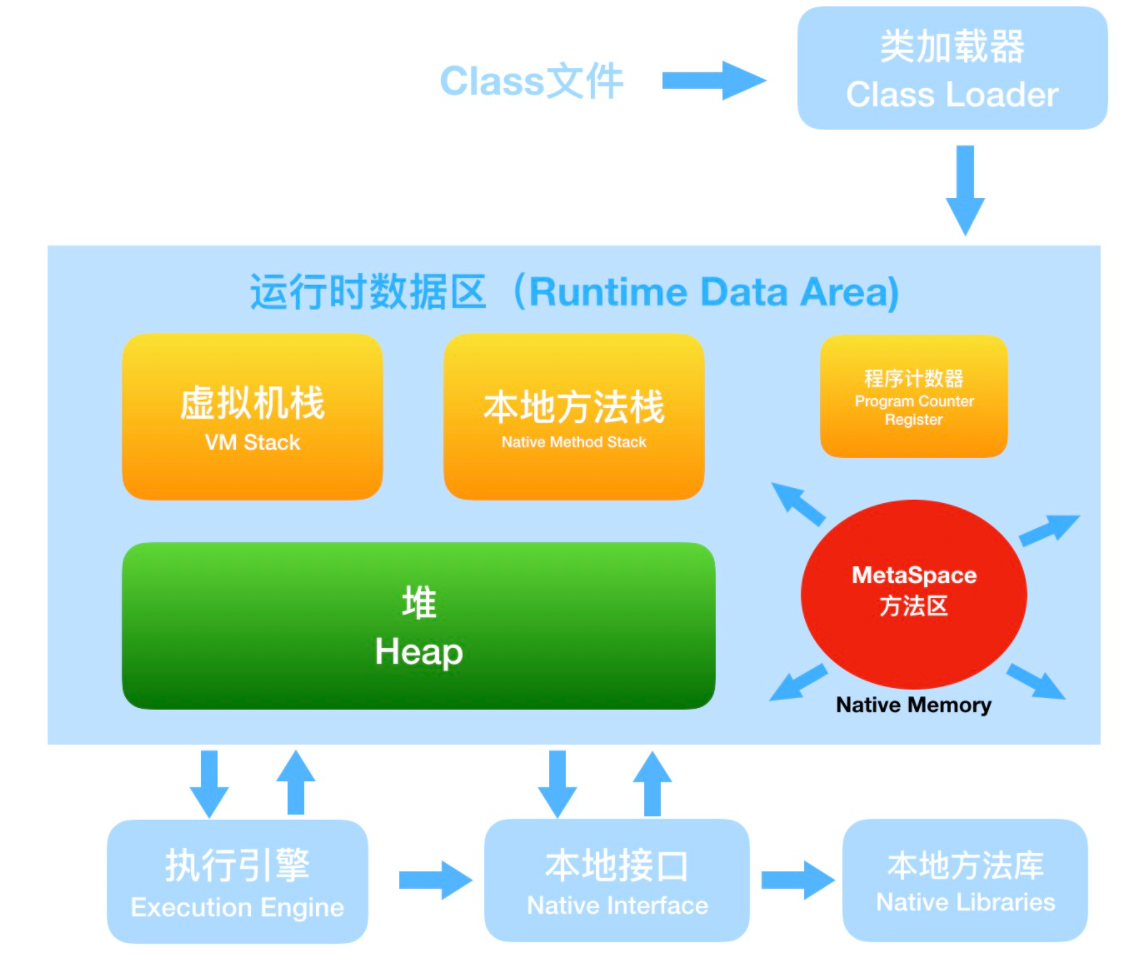 Class文件
类加载器
Class Loader
运行时数据区（Runtime Data Area)
虚拟机栈
VM Stack
本地方法栈
Native Method Stack
程序计数器
Program Counter
Register
堆
Heap
MetaSpace
方法区
Native Memory
执行引擎
Execution Engine
本地接口
Native Interface
本地方法库
Native Libraries